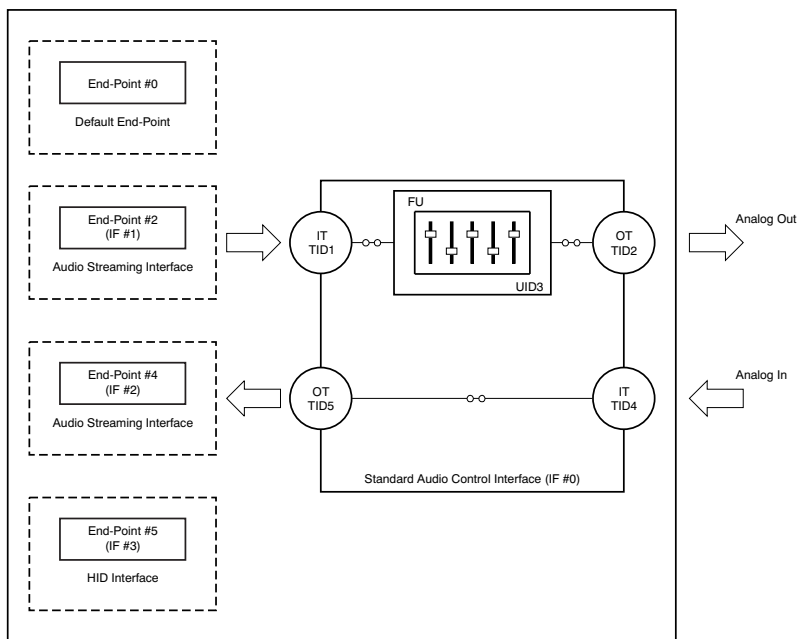 End-Point #0
Default End-Point
End-Point #2
(IF #1)
Audio Streaming Interface
IT
TID1
FU
UID3
OT
TID2
Analog Out
End-Point #4
(IF #2)
Audio Streaming Interface
OT
TID5
IT
TID4
Analog In
Standard Audio Control Interface (IF #0)
End-Point #5
(IF #3)
HID Interface